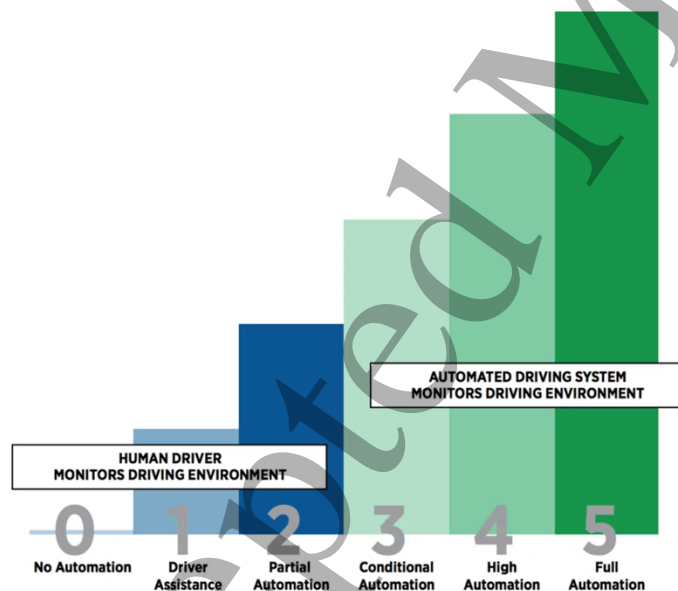 AUTOMATED DRIVING SYSTEM
MONITORS DRIVING ENVIRONMENT
HUMAN DRIVER
MONITORS DRIVING ENVIRONMENT
0 1 2 3 4 5
No Automation
Driver
Assistance
Partial
Automation
Conditional
Automation
High
Automation
Full
Automation
pted M